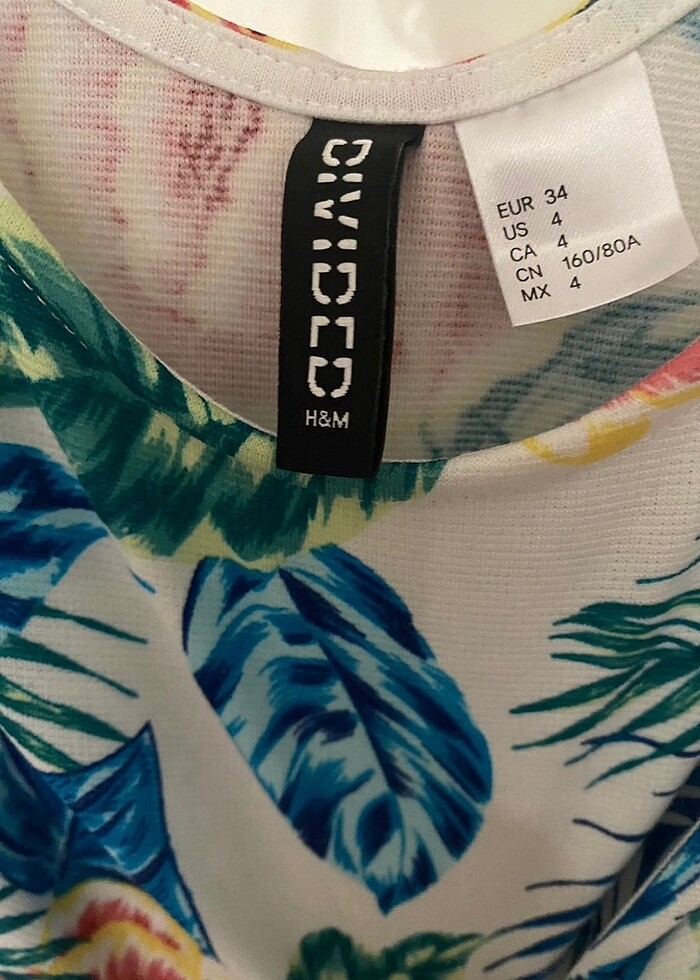 DIVIDED
H&M
EUR 34
US 4
CA 4
CN 160/80A
MX 4